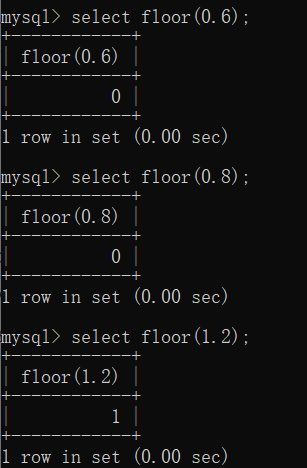 mysql> select floor(0.6);
+------------+
| floor(0.6) |
+------------+
|          0 |
+------------+
1 row in set (0.00 sec)
mysql> select floor(0.8);
+------------+
| floor(0.8) |
+------------+
|          0 |
+------------+
1 row in set (0.00 sec)
mysql> select floor(1.2);
+------------+
| floor(1.2) |
+------------+
|          1 |
+------------+
1 row in set (0.00 sec)